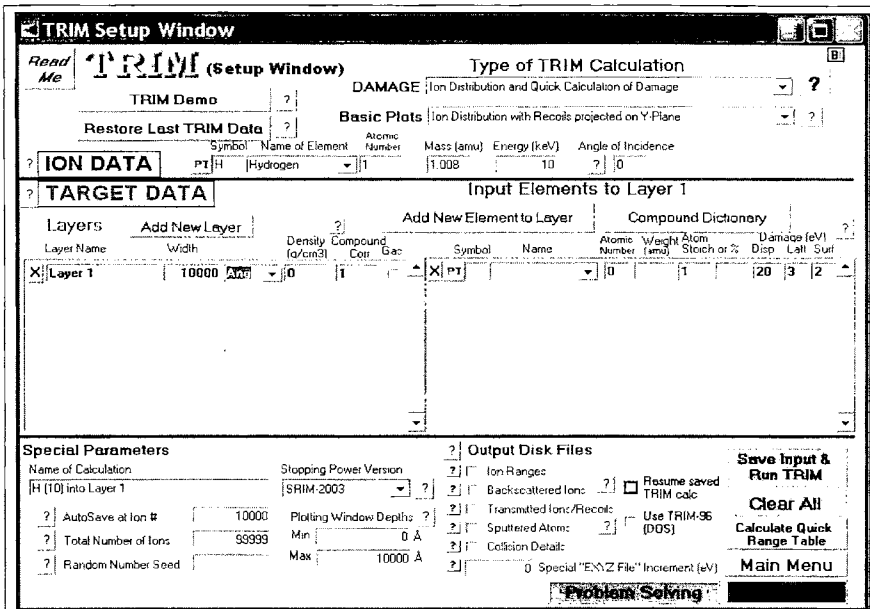 TRIM Setup Window
Read Me
TRIM (Setup Window)
Type of TRIM Calculation
B
DAMAGE Ion Distribution and Quick Calculation of Damage ?
TRIM Demo ?
Basic Plots Ion Distribution with Recoils projected on Y-Plane ?
Restore Last TRIM Data ?
Symbol Name of Element Atomic Number Mass (amu) Energy (keV) Angle of Incidence
? ION DATA PT H Hydrogen 1 1.008 10 ? 0
? TARGET DATA
Input Elements to Layer 1
Layers Add New Layer ?
Add New Element to Layer Compound Dictionary ?
Layer Name Width Density (g/cm3) Compound Corr Gas
Symbol Name Atomic Number Weight (amu) Atom Stoich or % Damage (eV) Disp Latt Surf
X Layer 1 10000 Ang 0 1
X PT 0 1 20 3 2
Special Parameters
Name of Calculation
H (10) into Layer 1
Stopping Power Version
SRIM-2003 ?
? AutoSave at Ion # 10000
? Total Number of Ions 99999
? Random Number Seed
Plotting Window Depths ?
Min 0 Å
Max 10000 Å
? Output Disk Files
? Ion Ranges
? Backscattered Ions
? Transmitted Ions/Recoils
? Sputtered Atoms
? Collision Details
? 0 Special "EXYZ File" Increment (eV)
? Resume saved TRIM calc
? Use TRIM-96 (DOS)
Save Input & Run TRIM
Clear All
Calculate Quick Range Table
Main Menu
Problem Solving